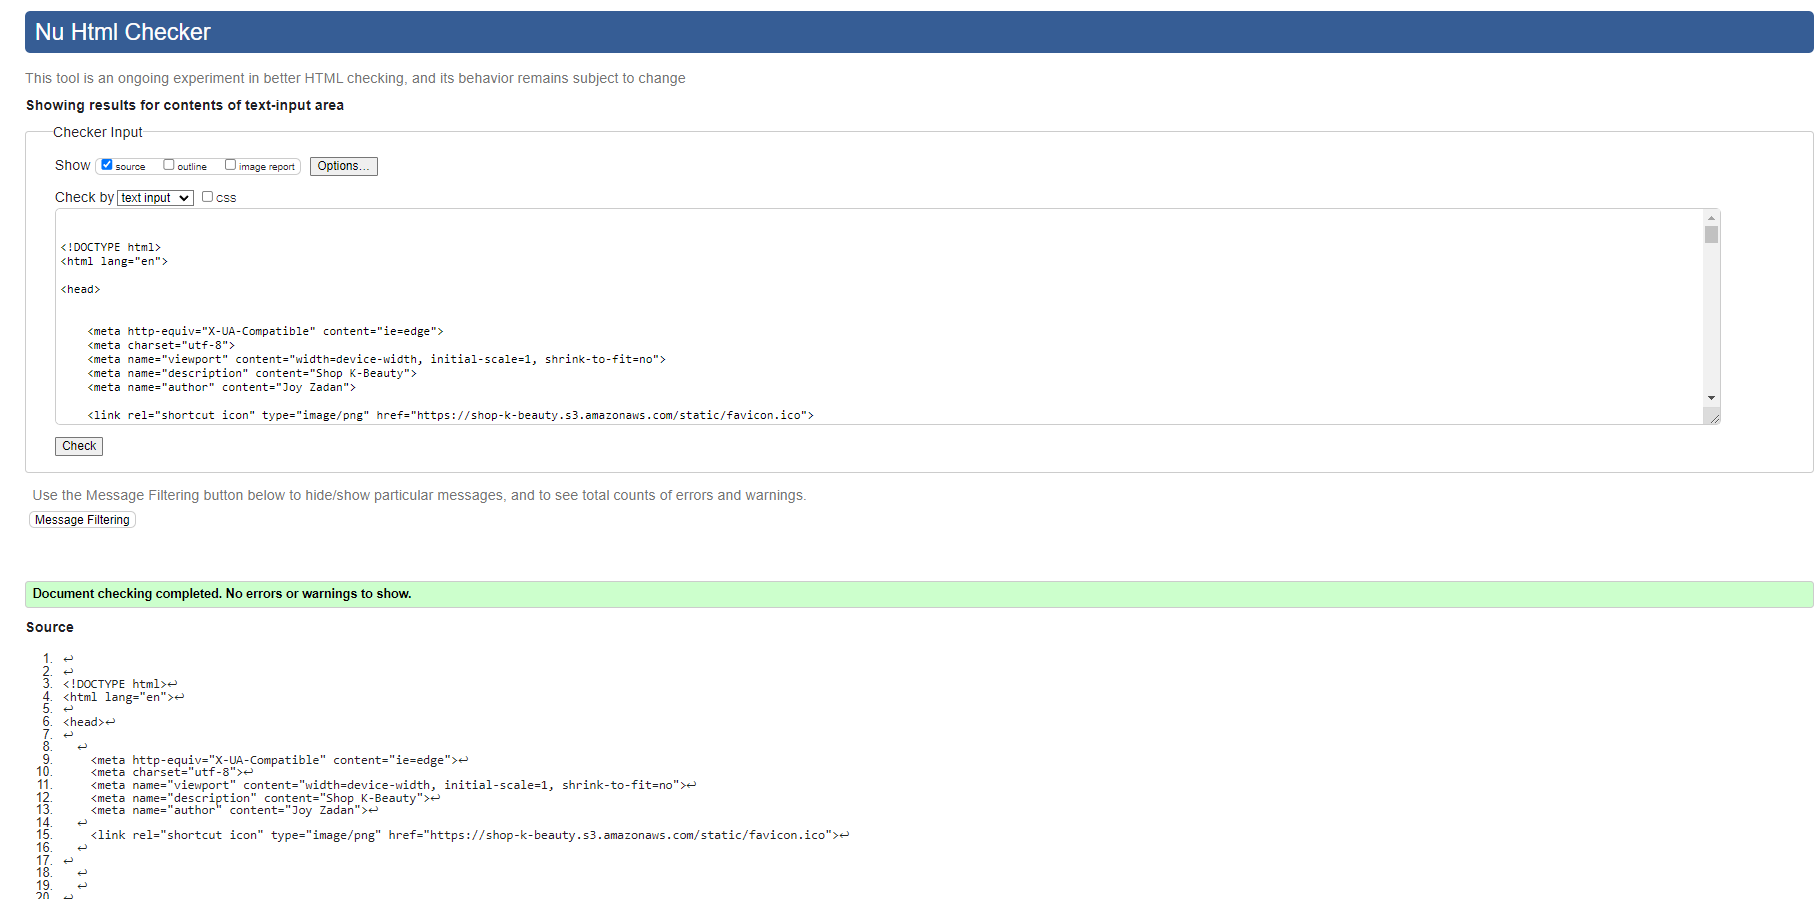 Nu Html Checker
This tool is an ongoing experiment in better HTML checking, and its behavior remains subject to change
Showing results for contents of text-input area
Checker Input
Show source outline image report Options...
Check by text input css
<!DOCTYPE html>
<html lang="en">
<head>
<meta http-equiv="X-UA-Compatible" content="ie=edge">
<meta charset="utf-8">
<meta name="viewport" content="width=device-width, initial-scale=1, shrink-to-fit=no">
<meta name="description" content="Shop K-Beauty">
<meta name="author" content="Joy Zadan">
<link rel="shortcut icon" type="image/png" href="https://shop-k-beauty.s3.amazonaws.com/static/favicon.ico">
Check
Use the Message Filtering button below to hide/show particular messages, and to see total counts of errors and warnings.
Message Filtering
Document checking completed. No errors or warnings to show.
Source
1. ↩
2. ↩
3. <!DOCTYPE html>↩
4. <html lang="en">↩
5. ↩
6. <head>↩
7. ↩
8. ↩
9. <meta http-equiv="X-UA-Compatible" content="ie=edge">↩
10. <meta charset="utf-8">↩
11. <meta name="viewport" content="width=device-width, initial-scale=1, shrink-to-fit=no">↩
12. <meta name="description" content="Shop K-Beauty">↩
13. <meta name="author" content="Joy Zadan">↩
14. ↩
15. <link rel="shortcut icon" type="image/png" href="https://shop-k-beauty.s3.amazonaws.com/static/favicon.ico">↩
16. ↩
17. ↩
18. ↩
19. ↩
20. ↩